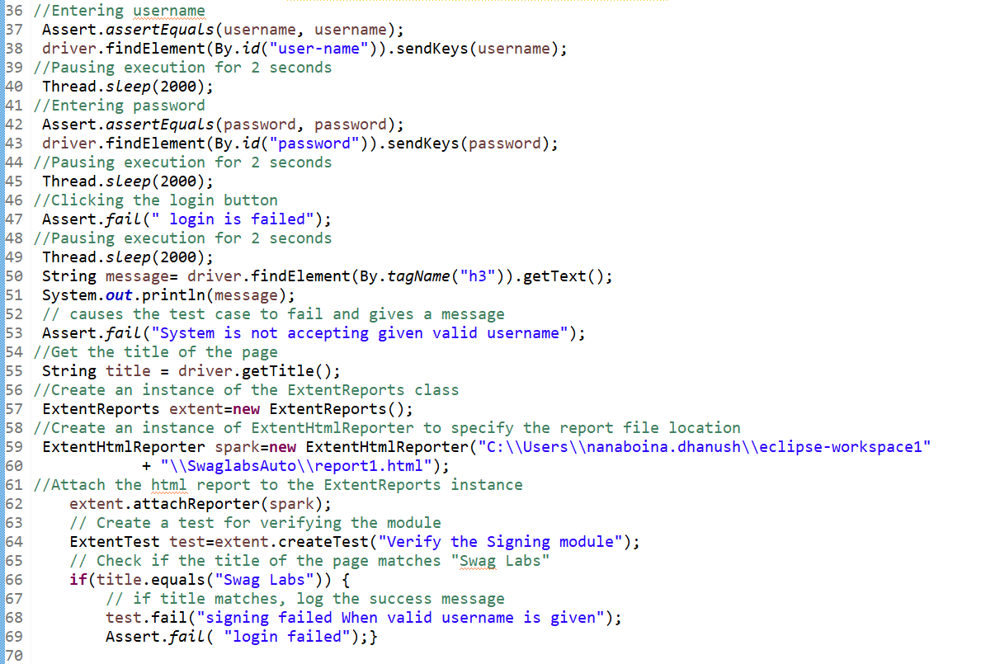 36 //Entering username
37 Assert.assertEquals(username, username);
38 driver.findElement(By.id("user-name")).sendKeys(username);
39 //Pausing execution for 2 seconds
40 Thread.sleep(2000);
41 //Entering password
42 Assert.assertEquals(password, password);
43 driver.findElement(By.id("password")).sendKeys(password);
44 //Pausing execution for 2 seconds
45 Thread.sleep(2000);
46 //Clicking the login button
47 Assert.fail(" login is failed");
48 //Pausing execution for 2 seconds
49 Thread.sleep(2000);
50 String message= driver.findElement(By.tagName("h3")).getText();
51 System.out.println(message);
52 // causes the test case to fail and gives a message
53 Assert.fail("System is not accepting given valid username");
54 //Get the title of the page
55 String title = driver.getTitle();
56 //Create an instance of the ExtentReports class
57 ExtentReports extent=new ExtentReports();
58 //Create an instance of ExtentHtmlReporter to specify the report file location
59 ExtentHtmlReporter spark=new ExtentHtmlReporter("C:\\Users\\nanaboina.dhanush\\eclipse-workspace1"
60 + "\\SwaglabsAuto\\report1.html");
61 //Attach the html report to the ExtentReports instance
62 extent.attachReporter(spark);
63 // Create a test for verifying the module
64 ExtentTest test=extent.createTest("Verify the Signing module");
65 // Check if the title of the page matches "Swag Labs"
66 if(title.equals("Swag Labs")) {
67 // if title matches, log the success message
68 test.fail("signing failed When valid username is given");
69 Assert.fail( "login failed");}
70